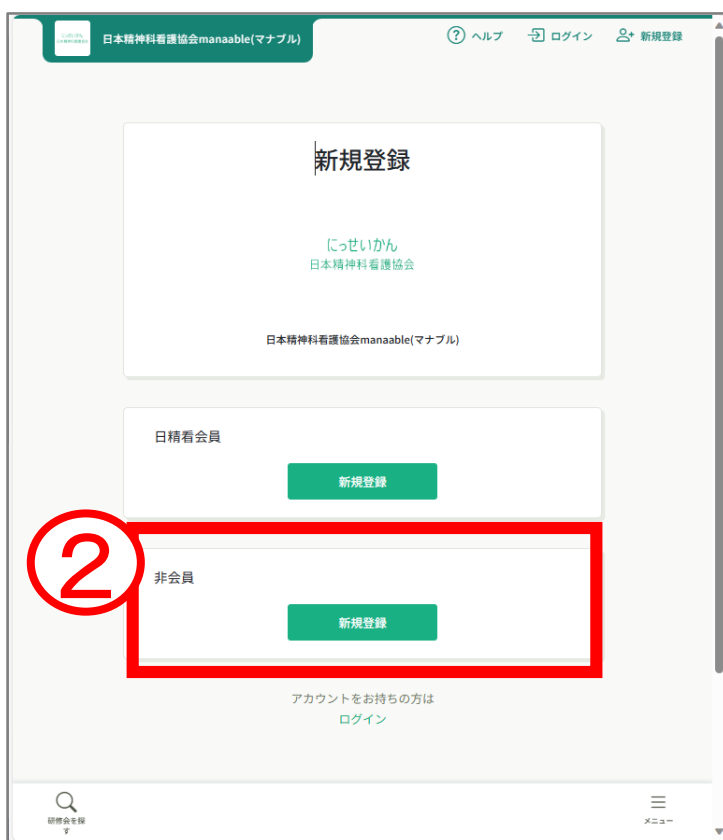 日本精神科看護協会manaable(マナブル)
ヘルプ
ログイン
新規登録
新規登録
にっせいかん
日本精神科看護協会
日本精神科看護協会manaable(マナブル)
日精看会員
新規登録
②
非会員
新規登録
アカウントをお持ちの方は
ログイン
研修会を探
す
メニュー